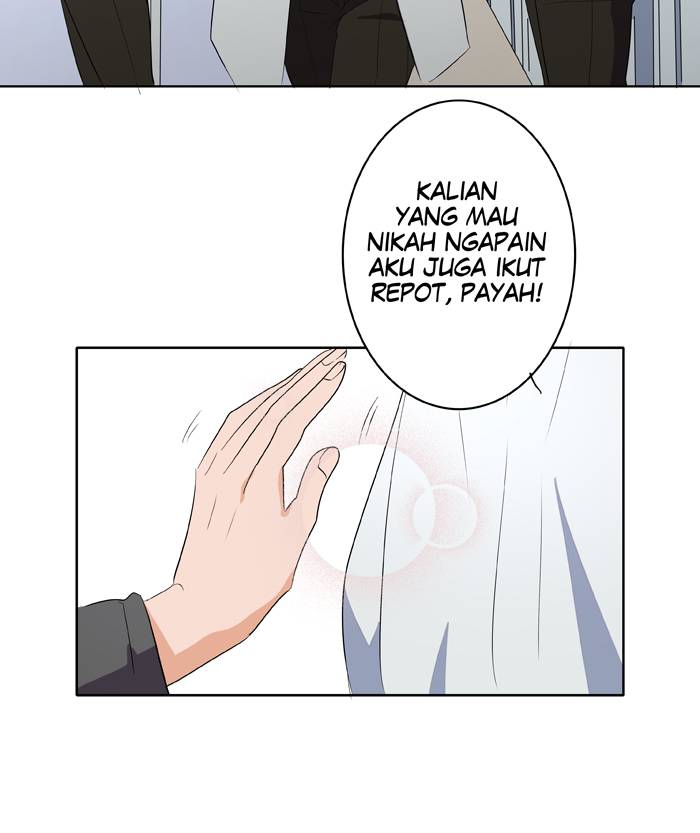 KALIAN
YANG MAU
NIKAH NGAPAIN
AKU JUGA IKUT
REPOT, PAYAH!